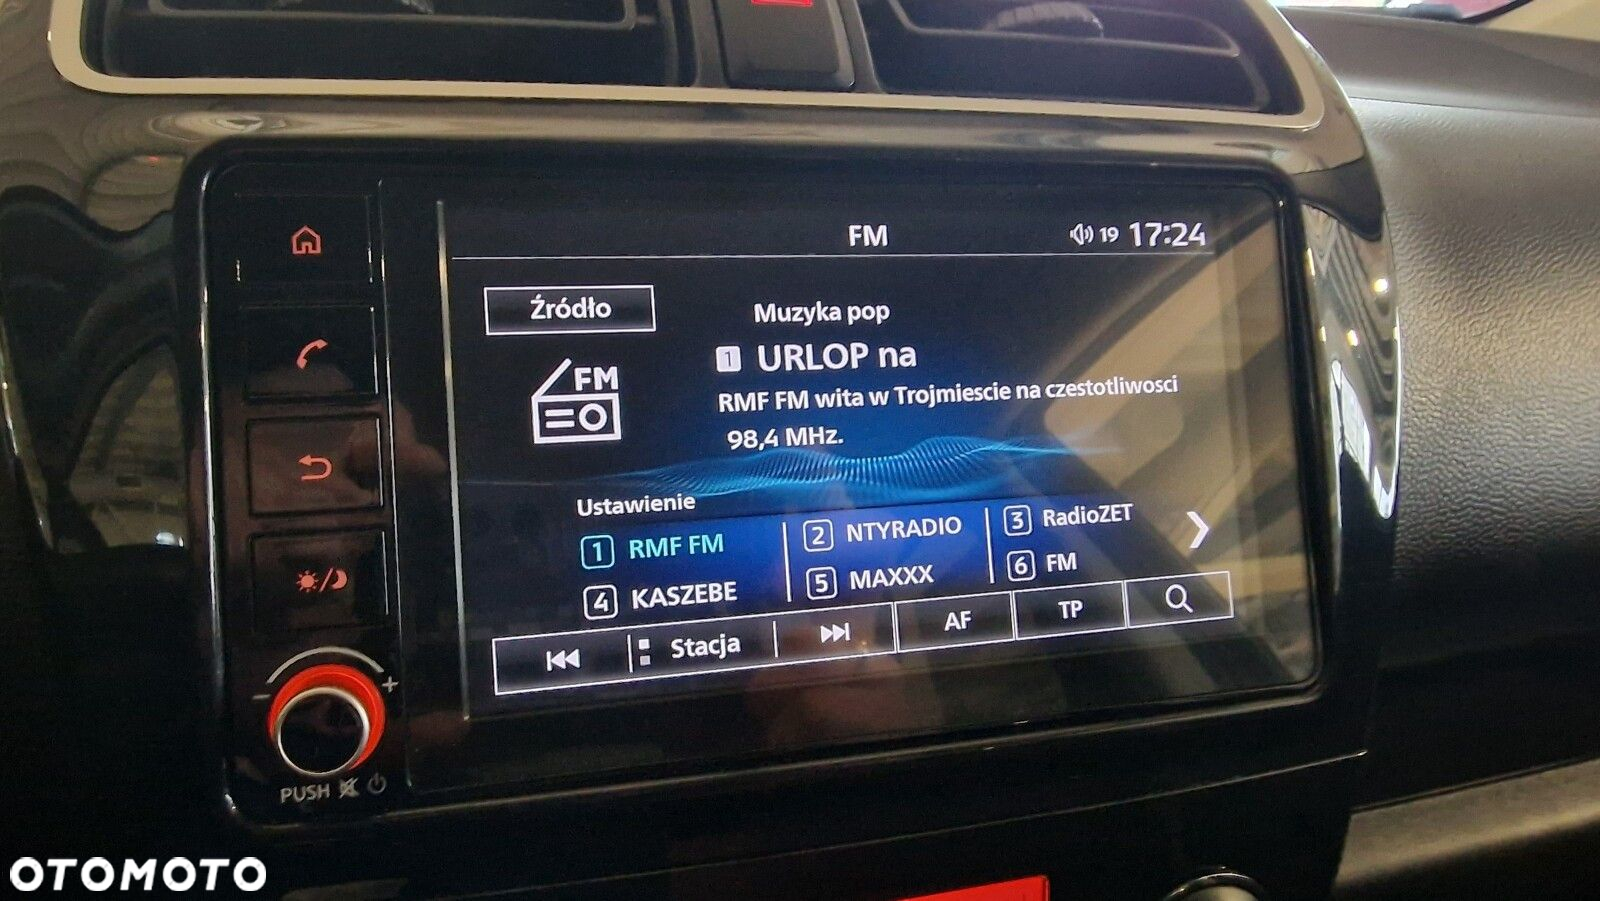 FM
19 17:24
Źródło
Muzyka pop
1 URLOP na
FM
RMF FM wita w Trojmiescie na czestotliwosci
98,4 MHz.
Ustawienie
1 RMF FM
2 NTYRADIO
3 RadioZET
4 KASZEBE
5 MAXXX
6 FM
Stacja
AF
TP
- +
PUSH
OTOMOTO